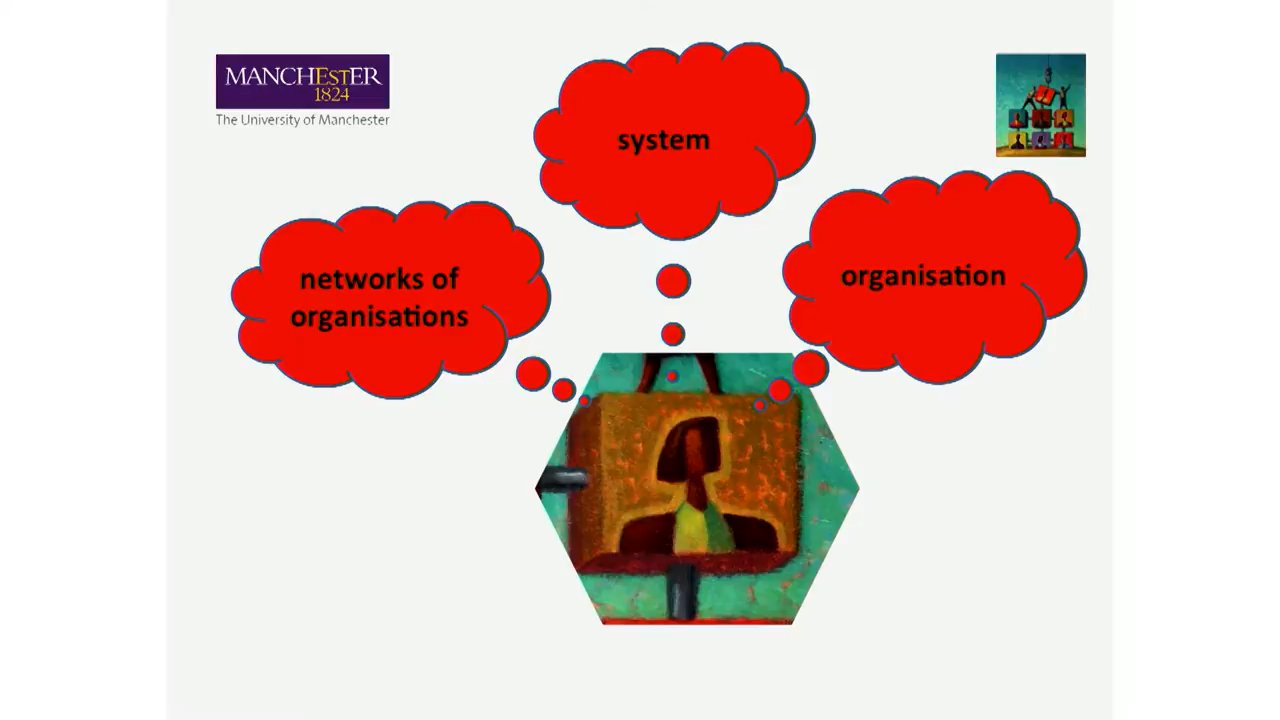 MANCHESTER
1824
The University of Manchester
system
networks of
organisations
organisation